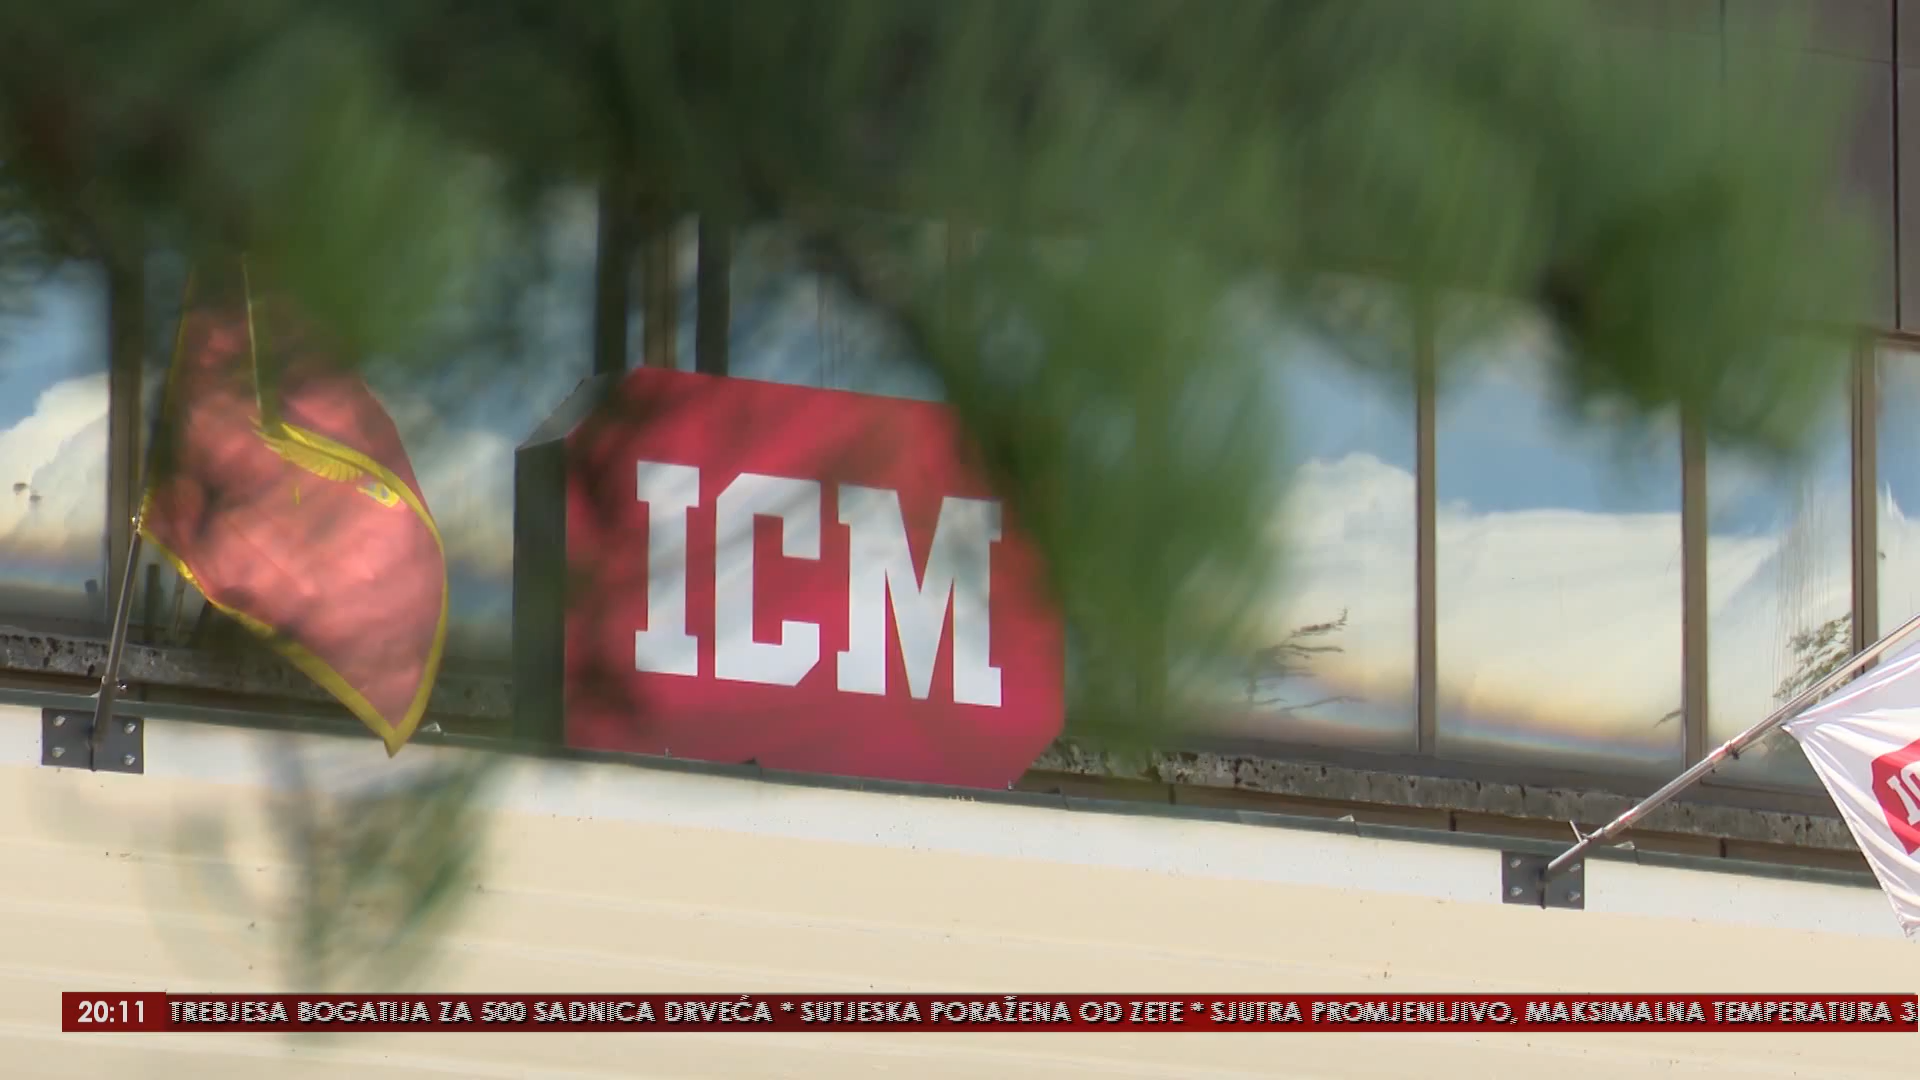 ICM
20:11 TREBJESA BOGATIJA ZA 500 SADNICA DRVEĆA * SUTJESKA PORAŽENA OD ZETE * SJUTRA PROMJENLJIVO, MAKSIMALNA TEMPERATURA